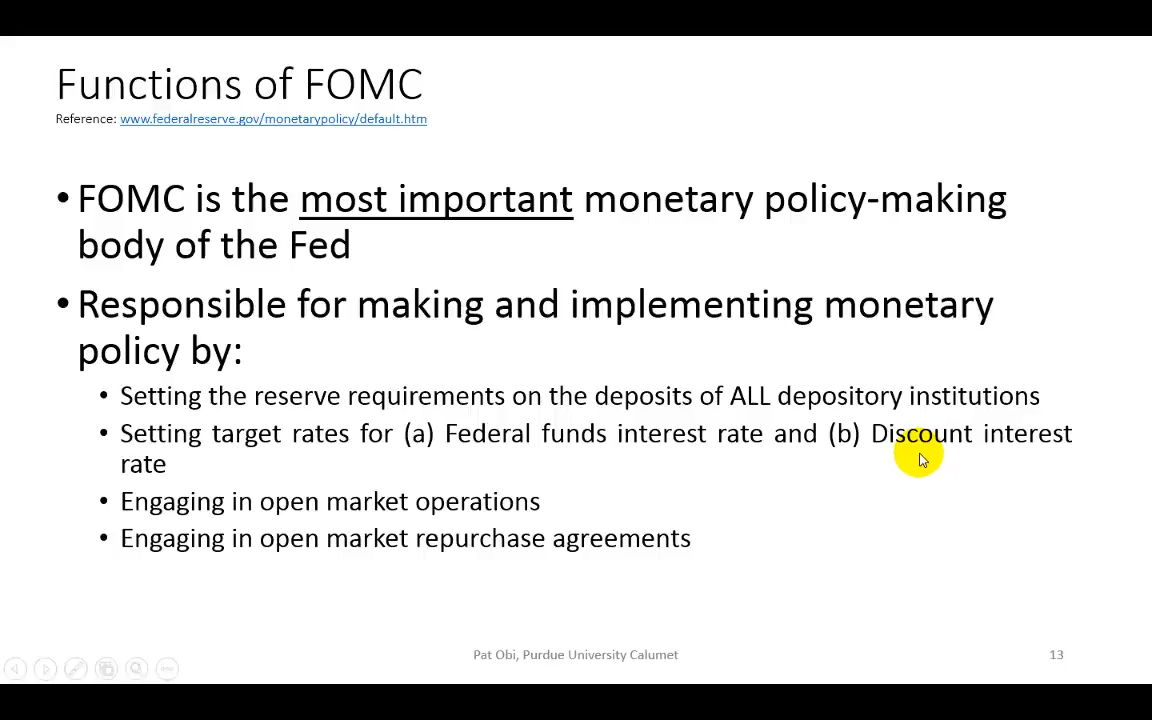 Functions of FOMC
Reference: www.federalreserve.gov/monetarypolicy/default.htm
•FOMC is the most important monetary policy-making
body of the Fed
•Responsible for making and implementing monetary
policy by:
• Setting the reserve requirements on the deposits of ALL depository institutions
• Setting target rates for (a) Federal funds interest rate and (b) Discount interest
rate
• Engaging in open market operations
• Engaging in open market repurchase agreements
Pat Obi, Purdue University Calumet
13